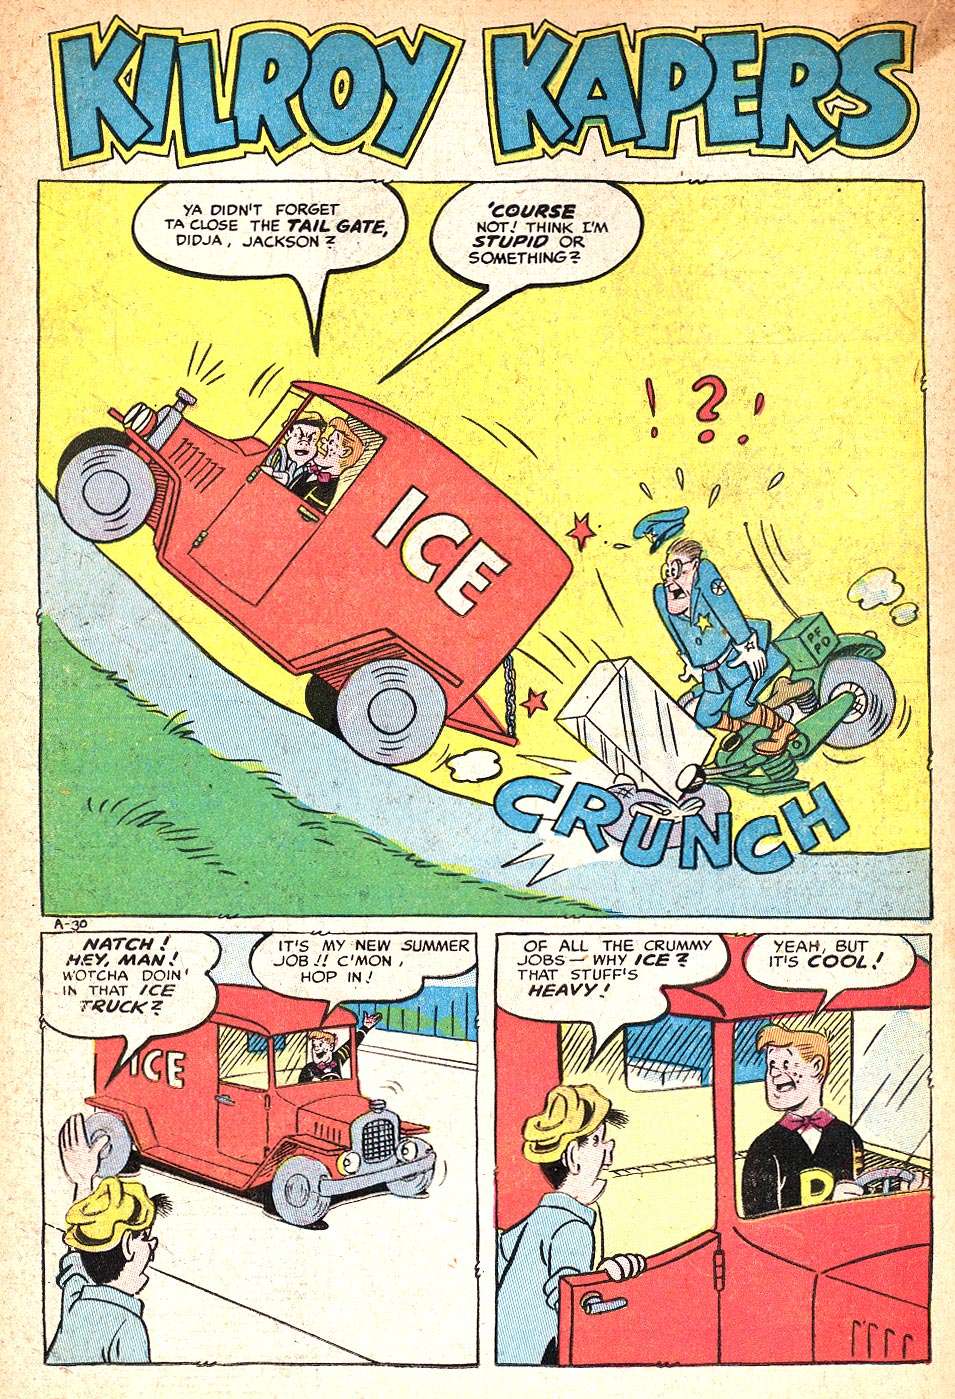 KILROY KAPERS
YA DIDN'T FORGET
TA CLOSE THE TAIL GATE,
DIDJA, JACKSON?
'COURSE
NOT! THINK I'M
STUPID OR
SOMETHING?
ICE
! ? !
PF
PD
CRUNCH
A-30
NATCH!
HEY, MAN!
WOTCHA DOIN'
IN THAT ICE
TRUCK?
IT'S MY NEW SUMMER
JOB!! C'MON,
HOP IN!
ICE
OF ALL THE CRUMMY
JOBS — WHY ICE?
THAT STUFF'S
HEAVY!
YEAH, BUT
IT'S COOL!
P